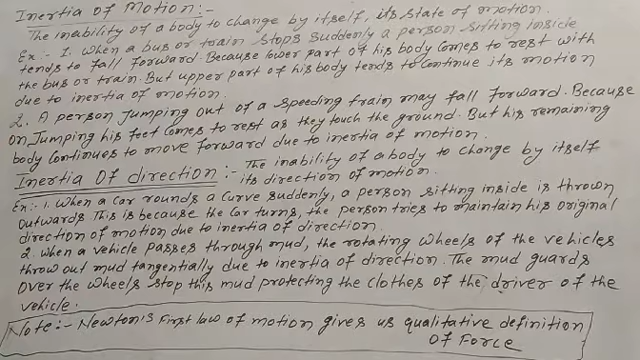 Inertia of Motion:-
The inability of a body to change by itself, its state of motion.
Ex:- 1. When a bus or train stops suddenly a person sitting inside
tends to fall forward. Because lower part of his body comes to rest with
the bus or train. But upper part of his body tends to continue its motion
due to inertia of motion.
2. A person jumping out of a speeding train may fall forward. Because
on Jumping his feet comes to rest as they touch the ground. But his remaining
body continues to move forward due to inertia of motion.
Inertia Of direction :- The inability of a body to change by itself
its direction of motion.
Ex:- 1. When a car rounds a curve suddenly, a person sitting inside is thrown
outwards. This is because the car turns, the person tries to maintain his original
direction of motion due to inertia of direction.
2. When a vehicle passes through mud, the rotating wheels of the vehicles
throw out mud tangentially due to inertia of direction. The mud guards
over the wheels stop this mud protecting the clothes of the driver of the
vehicle.
Note:- Newton's First law of motion gives us qualitative definition
Of Force